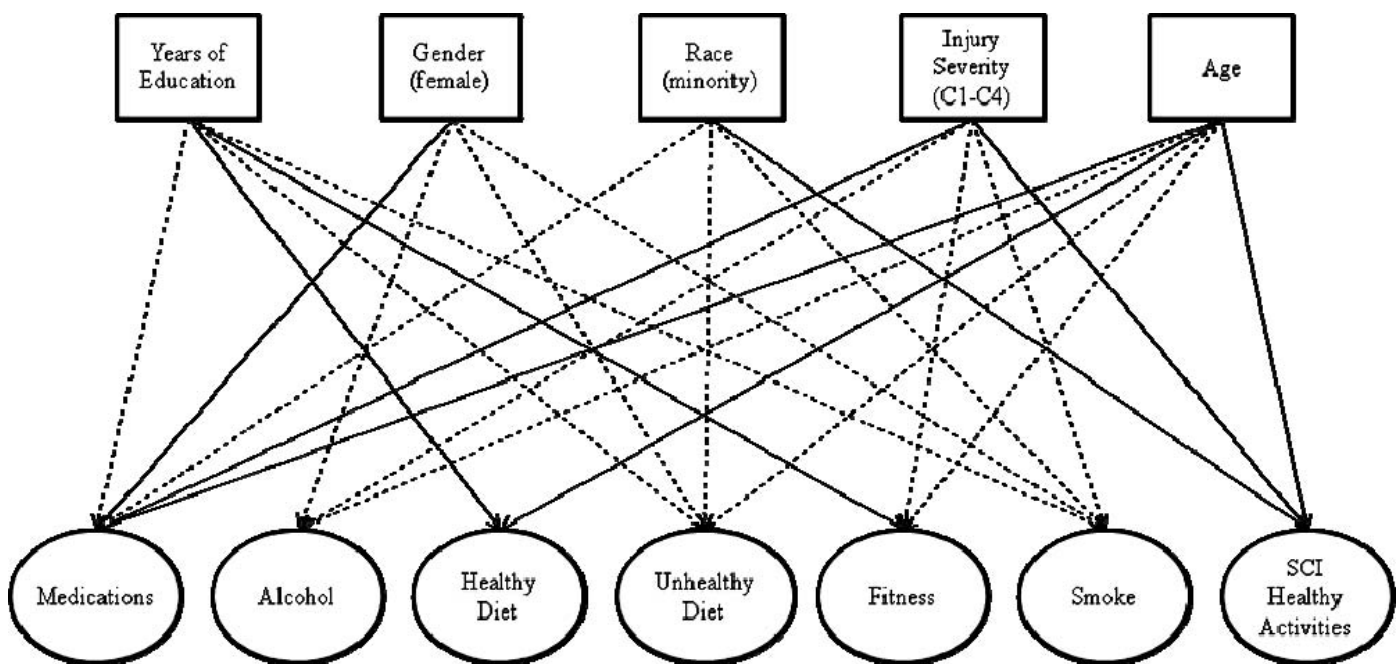 Years of
Education
Gender
(female)
Race
(minority)
Injury
Severity
(C1-C4)
Age
Medications
Alcohol
Healthy
Diet
Unhealthy
Diet
Fitness
Smoke
SCI
Healthy
Activities